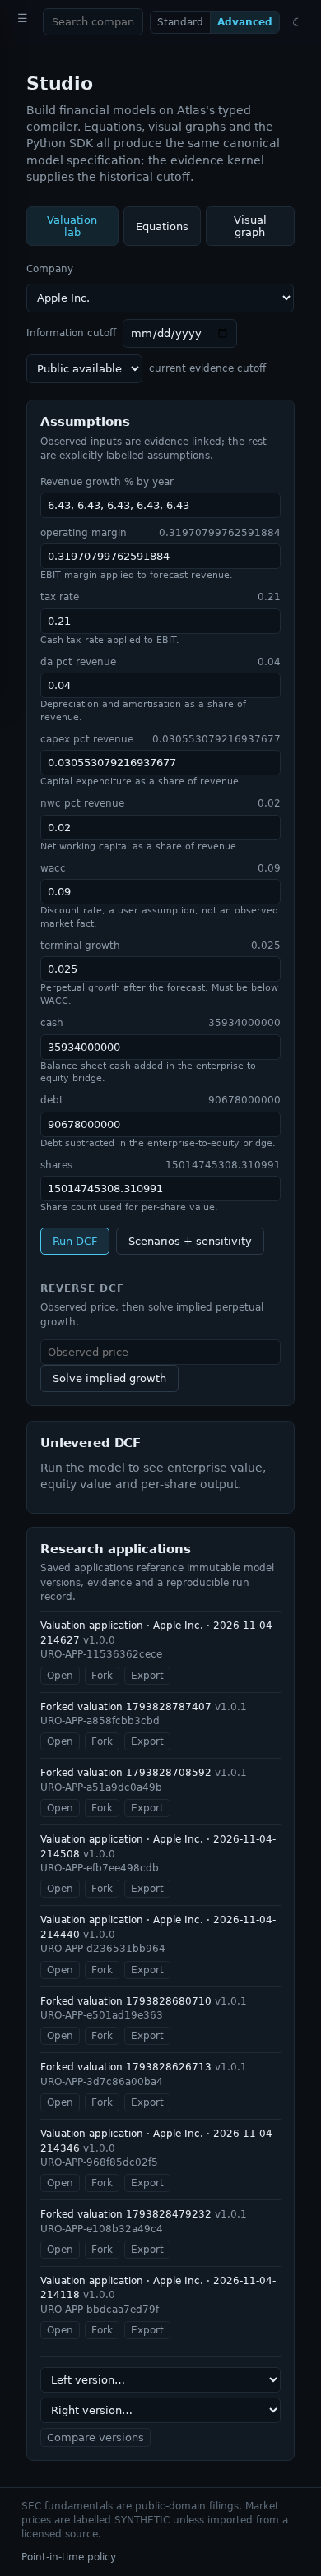 ☰ Search compan Standard Advanced ☾
Studio
Build financial models on Atlas's typed
compiler. Equations, visual graphs and the
Python SDK all produce the same canonical
model specification; the evidence kernel
supplies the historical cutoff.
Valuation
lab
Equations
Visual
graph
Company
Apple Inc.
Information cutoff mm/dd/yyyy
Public available current evidence cutoff
Assumptions
Observed inputs are evidence-linked; the rest
are explicitly labelled assumptions.
Revenue growth % by year
6.43, 6.43, 6.43, 6.43, 6.43
operating margin 0.31970799762591884
0.31970799762591884
EBIT margin applied to forecast revenue.
tax rate 0.21
0.21
Cash tax rate applied to EBIT.
da pct revenue 0.04
0.04
Depreciation and amortisation as a share of
revenue.
capex pct revenue 0.030553079216937677
0.030553079216937677
Capital expenditure as a share of revenue.
nwc pct revenue 0.02
0.02
Net working capital as a share of revenue.
wacc 0.09
0.09
Discount rate; a user assumption, not an observed
market fact.
terminal growth 0.025
0.025
Perpetual growth after the forecast. Must be below
WACC.
cash 35934000000
35934000000
Balance-sheet cash added in the enterprise-to-
equity bridge.
debt 90678000000
90678000000
Debt subtracted in the enterprise-to-equity bridge.
shares 15014745308.310991
15014745308.310991
Share count used for per-share value.
Run DCF Scenarios + sensitivity
REVERSE DCF
Observed price, then solve implied perpetual
growth.
Observed price
Solve implied growth
Unlevered DCF
Run the model to see enterprise value,
equity value and per-share output.
Research applications
Saved applications reference immutable model
versions, evidence and a reproducible run
record.
Valuation application · Apple Inc. · 2026-11-04-
214627 v1.0.0
URO-APP-11536362cece
Open Fork Export
Forked valuation 1793828787407 v1.0.1
URO-APP-a858fcbb3cbd
Open Fork Export
Forked valuation 1793828708592 v1.0.1
URO-APP-a51a9dc0a49b
Open Fork Export
Valuation application · Apple Inc. · 2026-11-04-
214508 v1.0.0
URO-APP-efb7ee498cdb
Open Fork Export
Valuation application · Apple Inc. · 2026-11-04-
214440 v1.0.0
URO-APP-d236531bb964
Open Fork Export
Forked valuation 1793828680710 v1.0.1
URO-APP-e501ad19e363
Open Fork Export
Forked valuation 1793828626713 v1.0.1
URO-APP-3d7c86a00ba4
Open Fork Export
Valuation application · Apple Inc. · 2026-11-04-
214346 v1.0.0
URO-APP-968f85dc02f5
Open Fork Export
Forked valuation 1793828479232 v1.0.1
URO-APP-e108b32a49c4
Open Fork Export
Valuation application · Apple Inc. · 2026-11-04-
214118 v1.0.0
URO-APP-bbdcaa7ed79f
Open Fork Export
Left version...
Right version...
Compare versions
SEC fundamentals are public-domain filings. Market
prices are labelled SYNTHETIC unless imported from a
licensed source.
Point-in-time policy